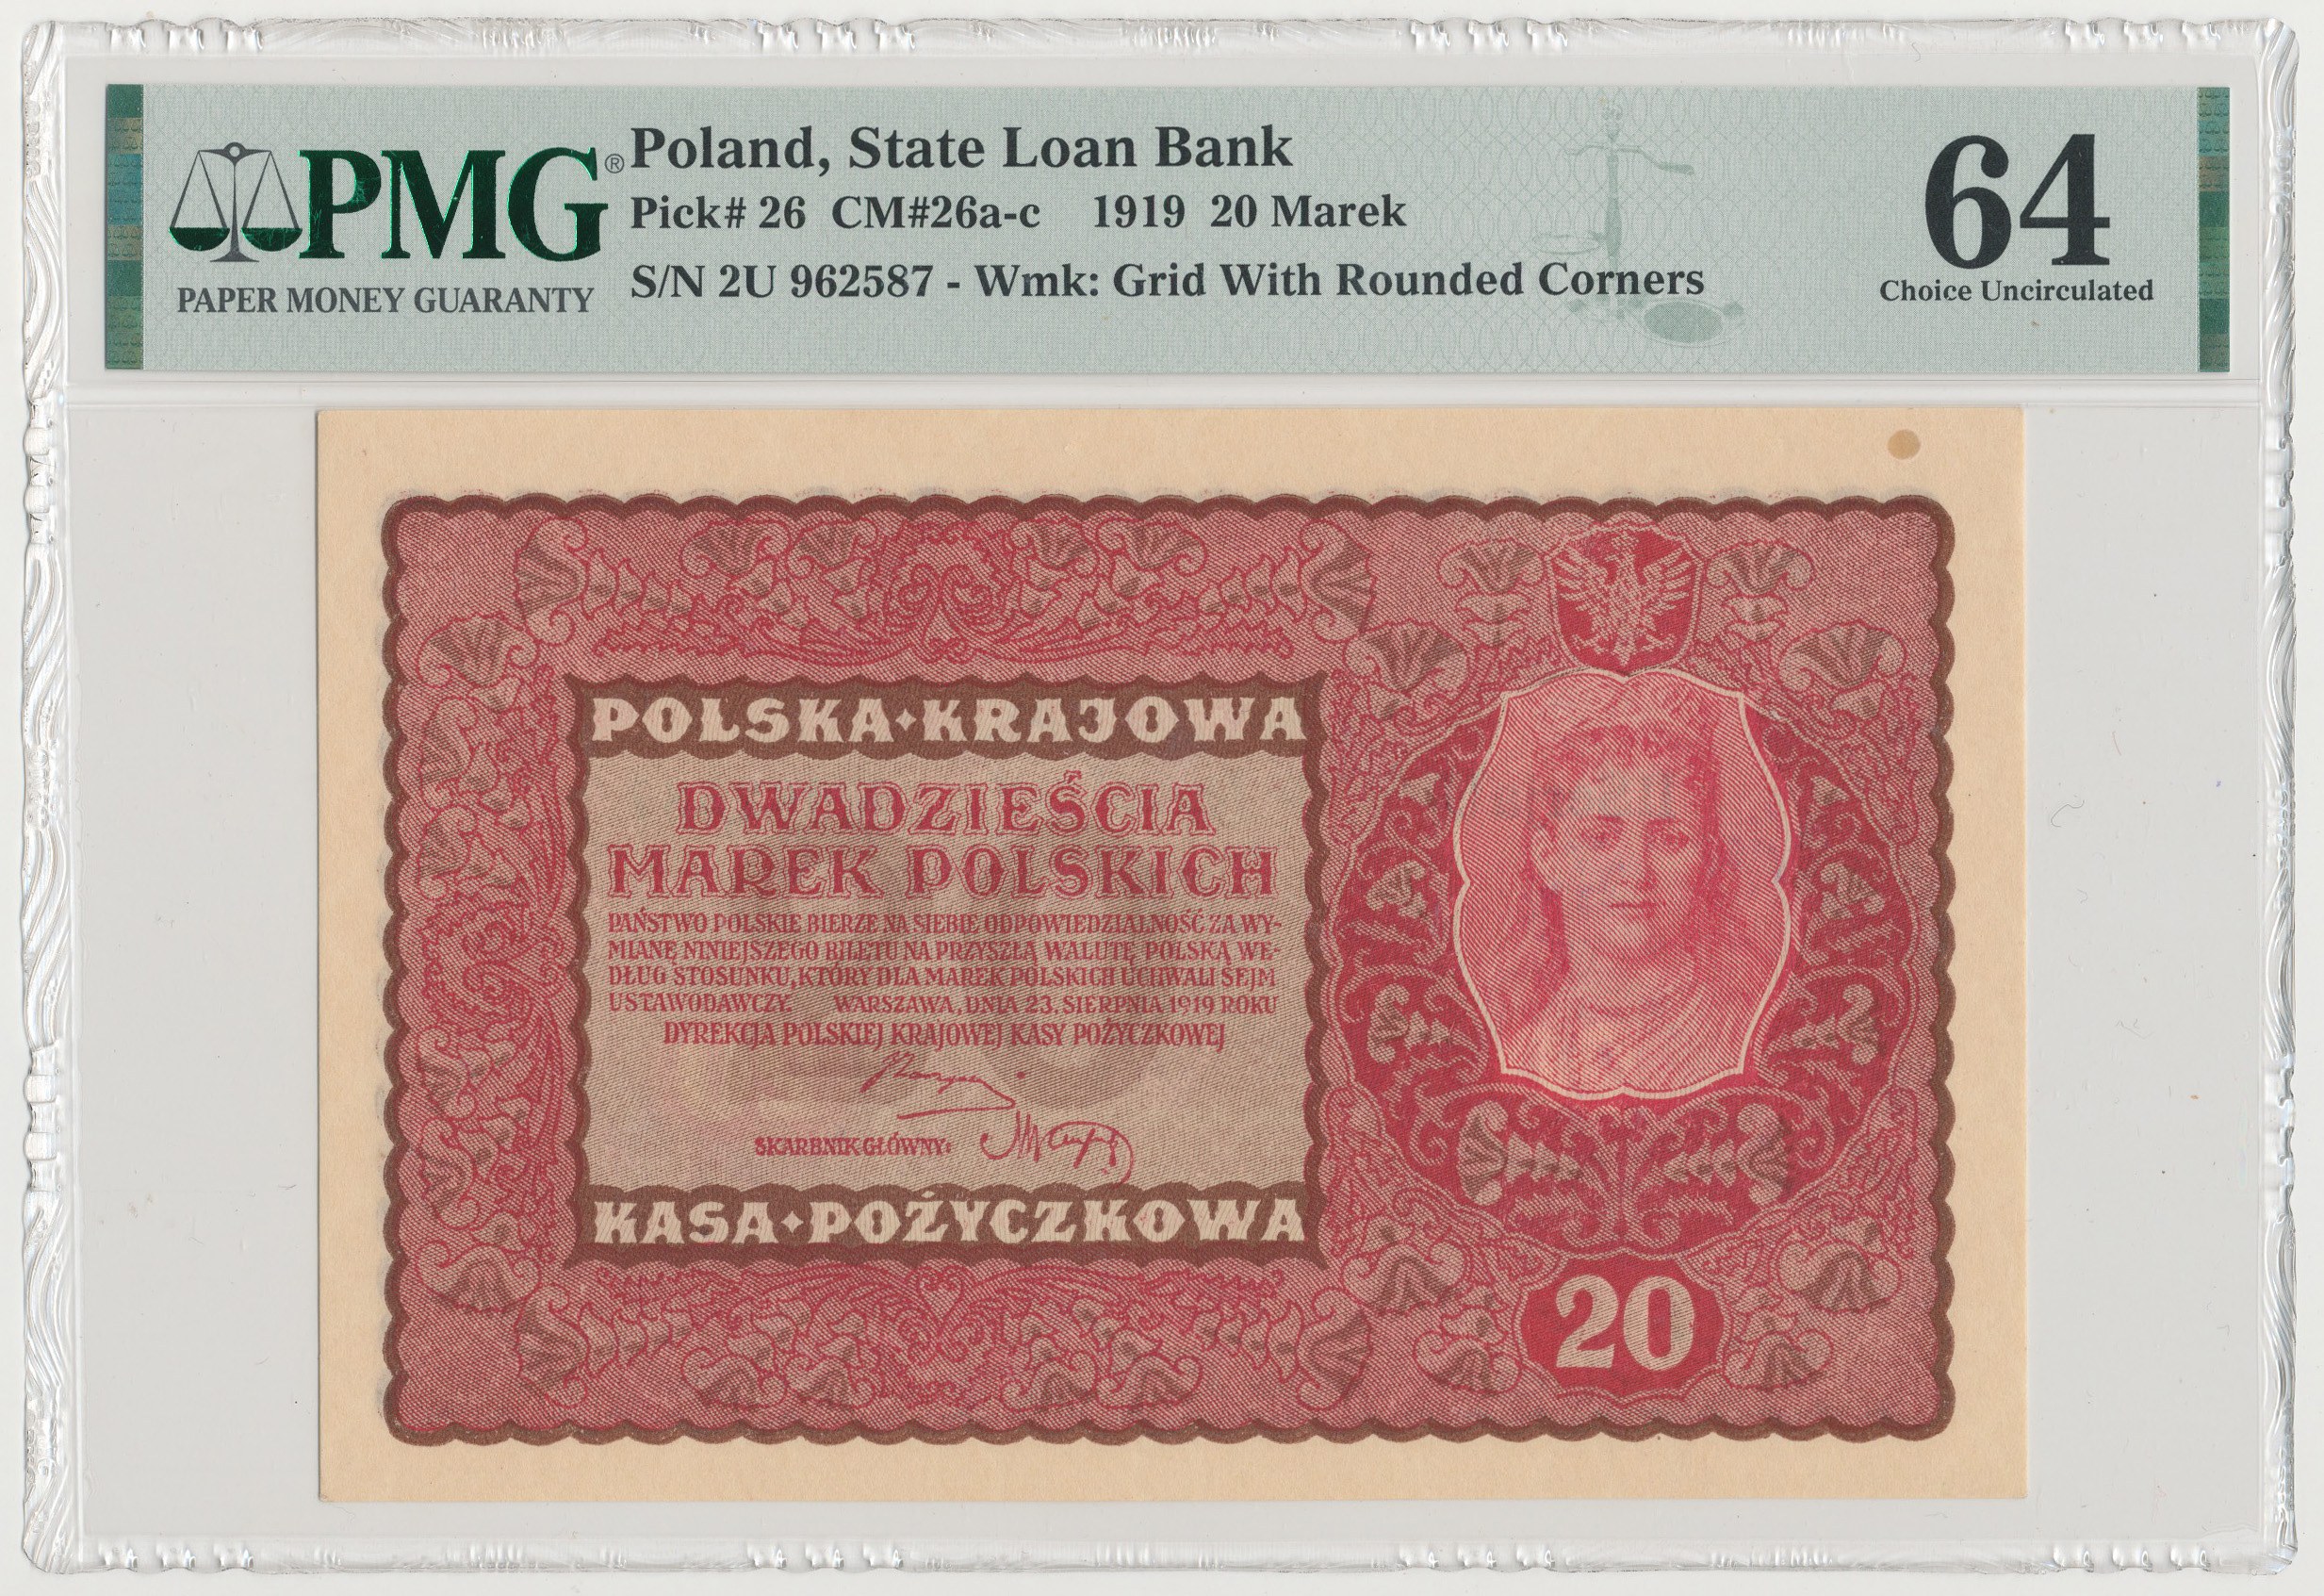 PMG®
PAPER MONEY GUARANTY
Poland, State Loan Bank
Pick# 26 CM#26a-c 1919 20 Marek
S/N 2U 962587 - Wmk: Grid With Rounded Corners
64
Choice Uncirculated
POLSKA·KRAJOWA
DWADZIEŚCIA
MAREK POLSKICH
PAŃSTWO POLSKIE BIERZE NA SIEBIE ODPOWIEDZIALNOŚĆ ZA WY-
MIANĘ NINIEJSZEGO BILETU NA PRZYSZŁĄ WALUTĘ POLSKĄ WE-
DŁUG STOSUNKU, KTÓRY DLA MAREK POLSKICH UCHWALI SEJM
USTAWODAWCZY. WARSZAWA, DNIA 23. SIERPNIA 1919 ROKU
DYREKCJA POLSKIEJ KRAJOWEJ KASY POŻYCZKOWEJ
SKARBNIK GŁÓWNY:
KASA·POŻYCZKOWA
20